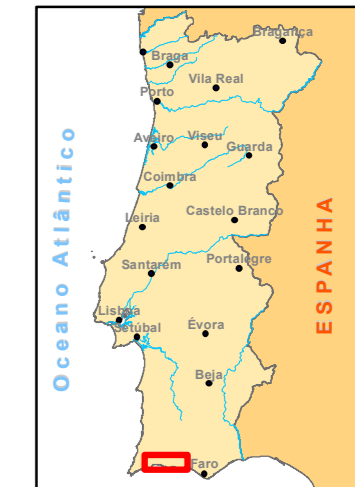 Bragança
Braga
Vila Real
Porto
Aveiro
Viseu
Guarda
Coimbra
Leiria
Castelo Branco
Santarém
Portalegre
Lisboa
Setúbal
Évora
Beja
Faro
Oceano Atlântico
ESPANHA